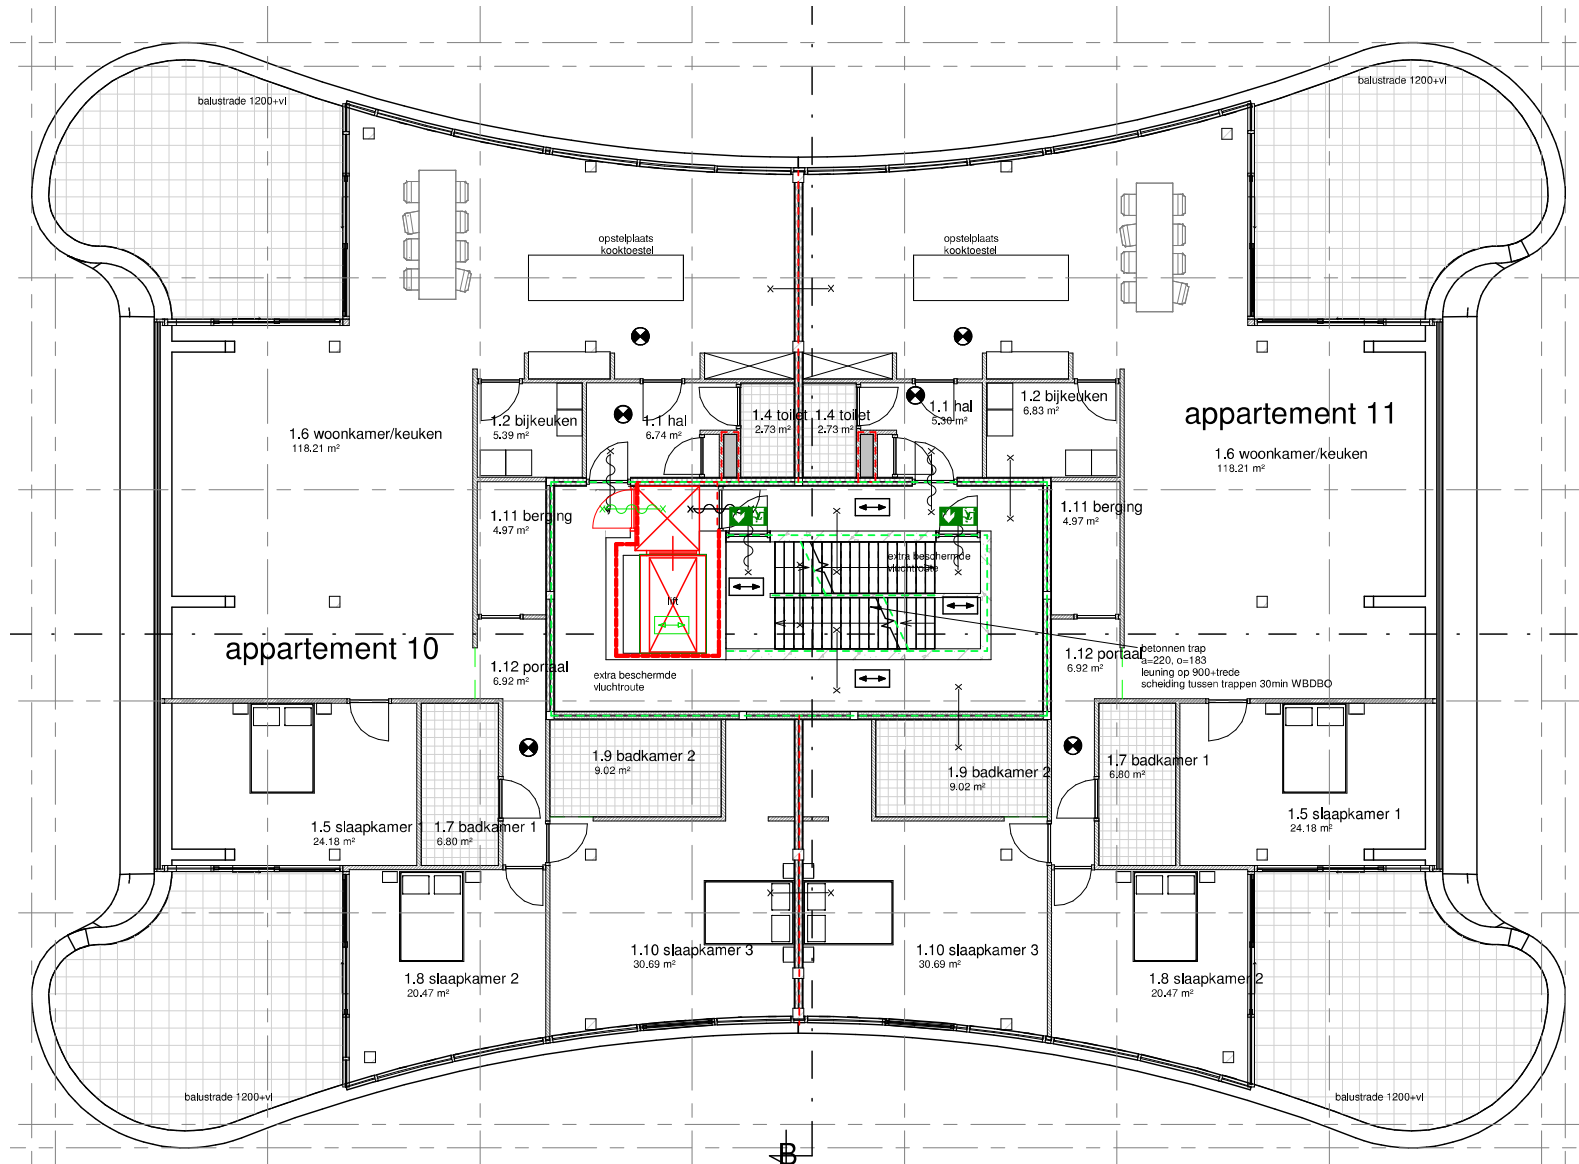 balustrade 1200+vl
balustrade 1200+vl
opstelplaats
kooktoestel
opstelplaats
kooktoestel
1.6 woonkamer/keuken
118.21 m²
1.2 bijkeuken
5.39 m²
1.1 hal
6.74 m²
1.4 toilet
2.73 m²
1.4 toilet
2.73 m²
1.1 hal
5.30 m²
1.2 bijkeuken
6.83 m²
appartement 11
1.6 woonkamer/keuken
118.21 m²
1.11 berging
4.97 m²
1.11 berging
4.97 m²
extra beschermde
vluchtroute
lift
appartement 10
1.12 portaal
6.92 m²
extra beschermde
vluchtroute
1.12 portaal
6.92 m²
betonnen trap
a=220, o=183
leuning op 900+trede
scheiding tussen trappen 30min WBDBO
1.9 badkamer 2
9.02 m²
1.9 badkamer 2
9.02 m²
1.7 badkamer 1
6.80 m²
1.5 slaapkamer 1
24.18 m²
1.7 badkamer 1
6.80 m²
1.5 slaapkamer 1
24.18 m²
1.8 slaapkamer 2
20.47 m²
1.10 slaapkamer 3
30.69 m²
1.10 slaapkamer 3
30.69 m²
1.8 slaapkamer 2
20.47 m²
balustrade 1200+vl
balustrade 1200+vl
B